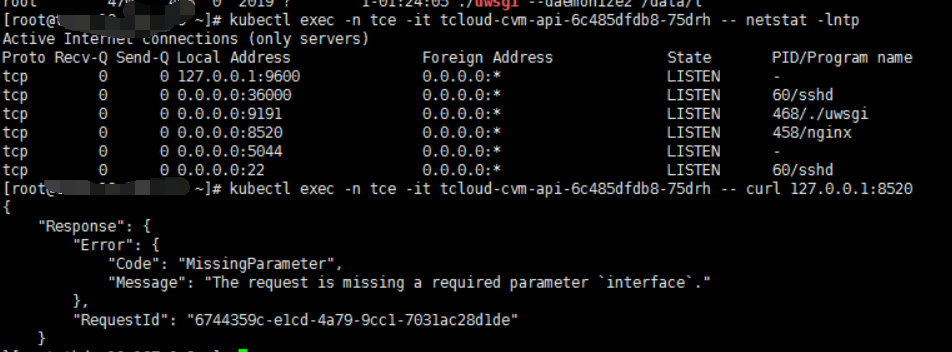 root 0 2019 ? 1-01:24:05 ./uwsgi --daemonize2 /data/t
[root@t ~]# kubectl exec -n tce -it tcloud-cvm-api-6c485dfdb8-75drh -- netstat -lntp
Active Internet connections (only servers)
Proto Recv-Q Send-Q Local Address Foreign Address State PID/Program name
tcp 0 0 127.0.0.1:9600 0.0.0.0:* LISTEN -
tcp 0 0 0.0.0.0:36000 0.0.0.0:* LISTEN 60/sshd
tcp 0 0 0.0.0.0:9191 0.0.0.0:* LISTEN 468/./uwsgi
tcp 0 0 0.0.0.0:8520 0.0.0.0:* LISTEN 458/nginx
tcp 0 0 0.0.0.0:5044 0.0.0.0:* LISTEN -
tcp 0 0 0.0.0.0:22 0.0.0.0:* LISTEN 60/sshd
[root@ ~]# kubectl exec -n tce -it tcloud-cvm-api-6c485dfdb8-75drh -- curl 127.0.0.1:8520
{
"Response": {
"Error": {
"Code": "MissingParameter",
"Message": "The request is missing a required parameter `interface`."
},
"RequestId": "6744359c-e1cd-4a79-9cc1-7031ac28d1de"
}